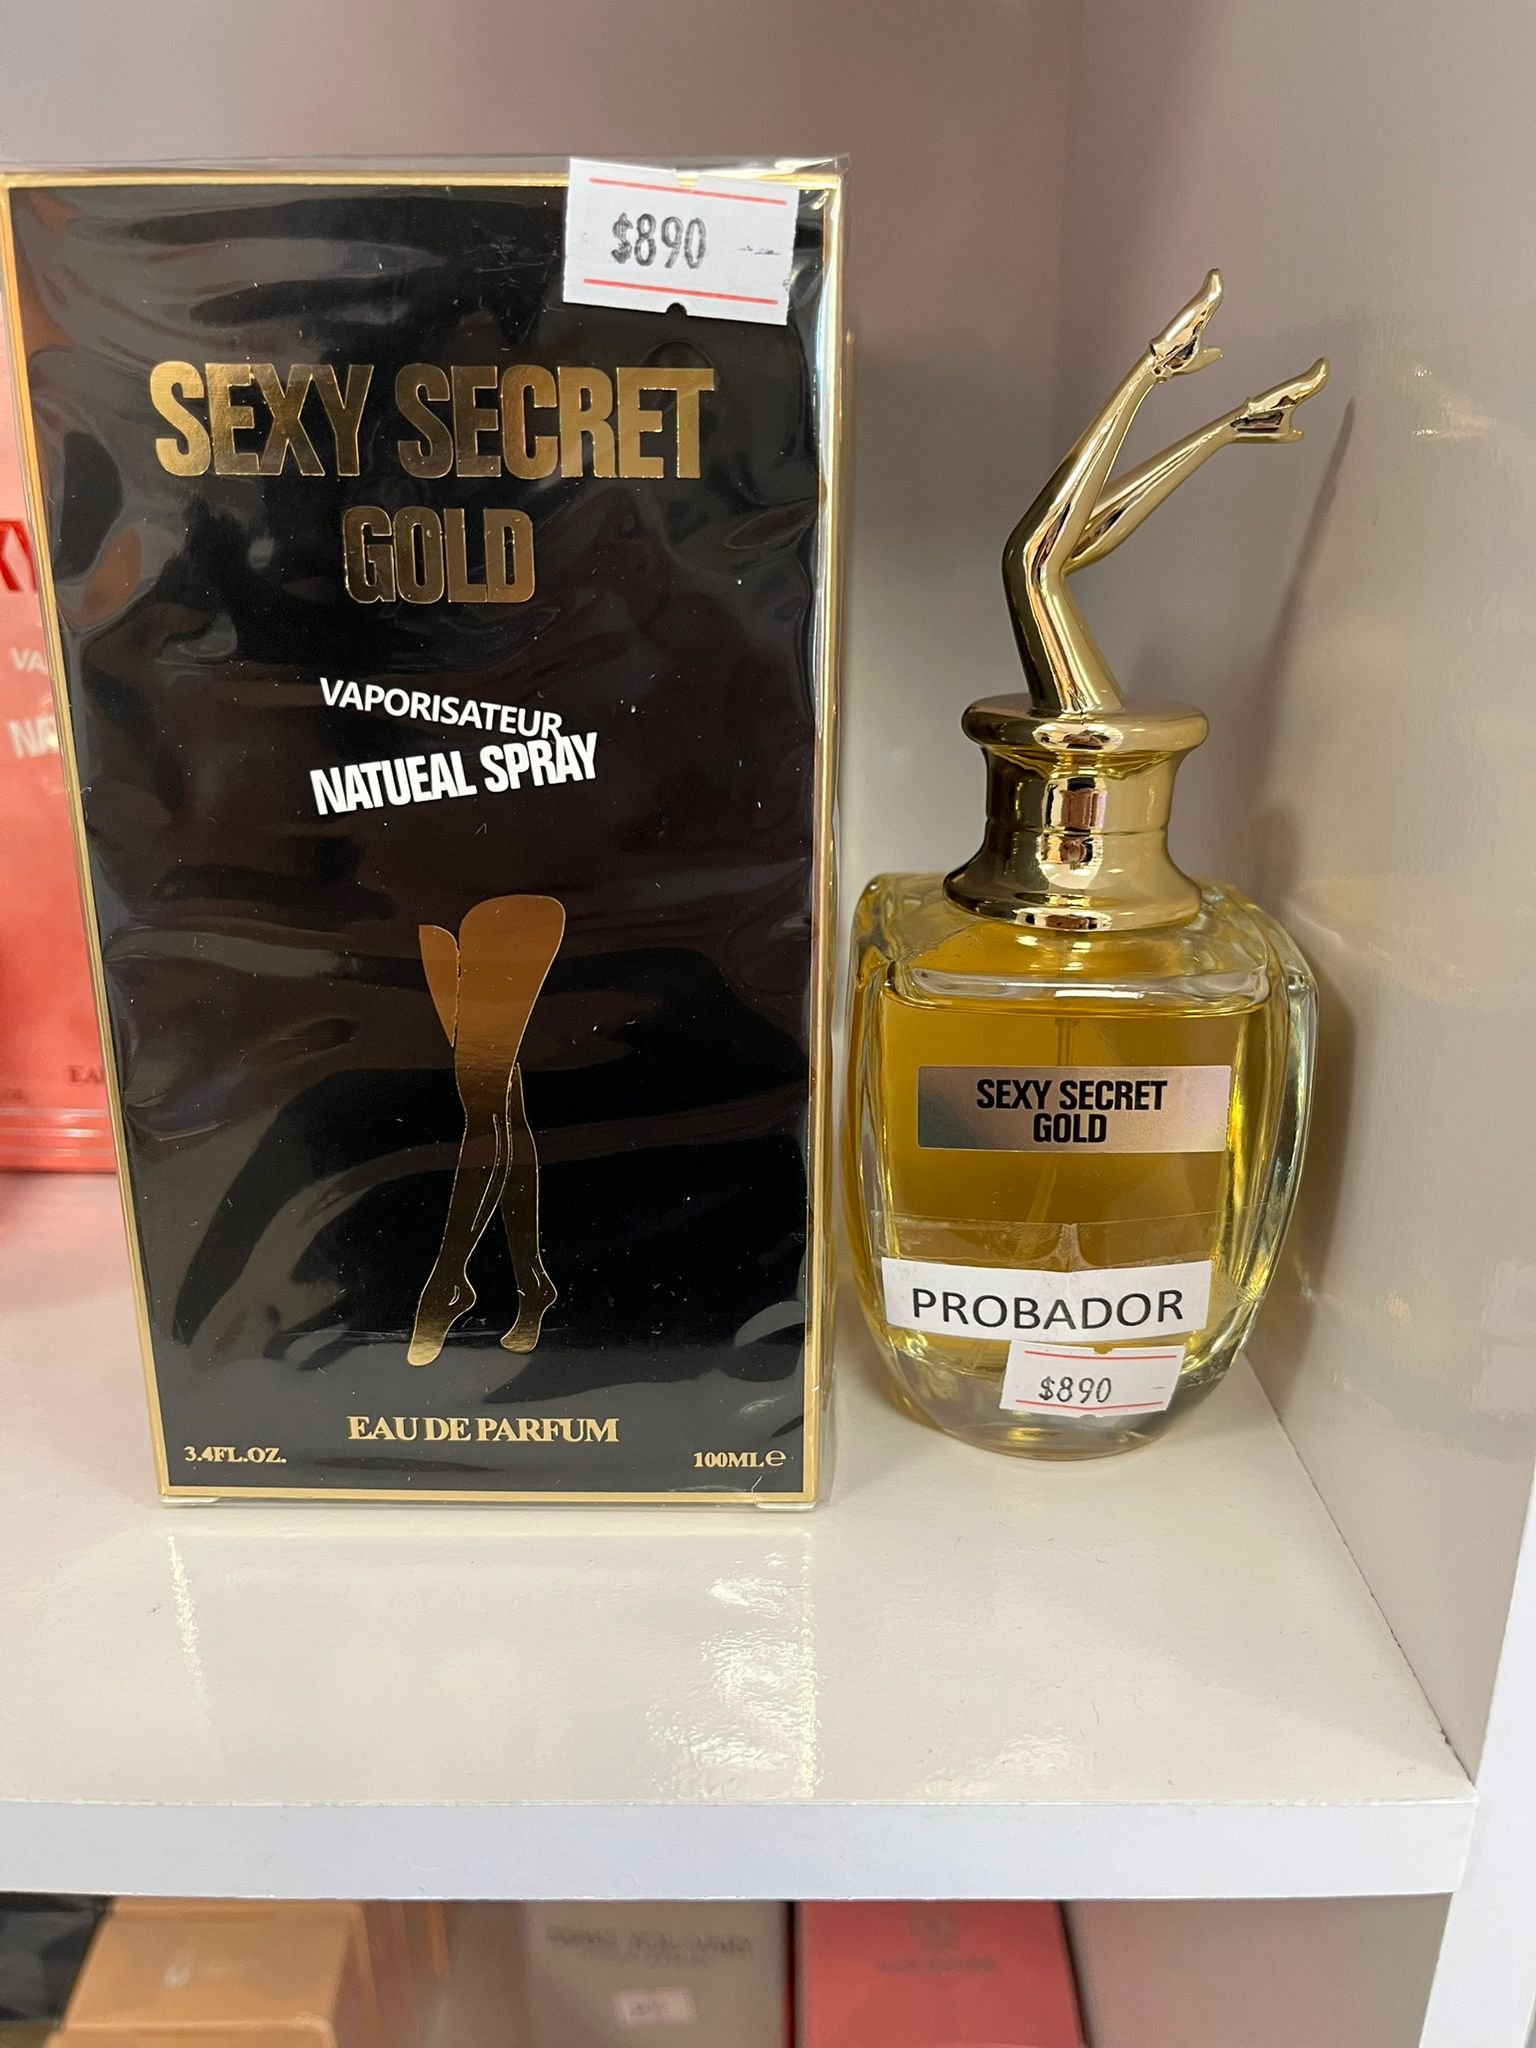 $890
SEXY SECRET
GOLD
VAPORISATEUR
NATUEAL SPRAY
EAU DE PARFUM
3.4FL.OZ.
100ML℮
SEXY SECRET
GOLD
PROBADOR
$890